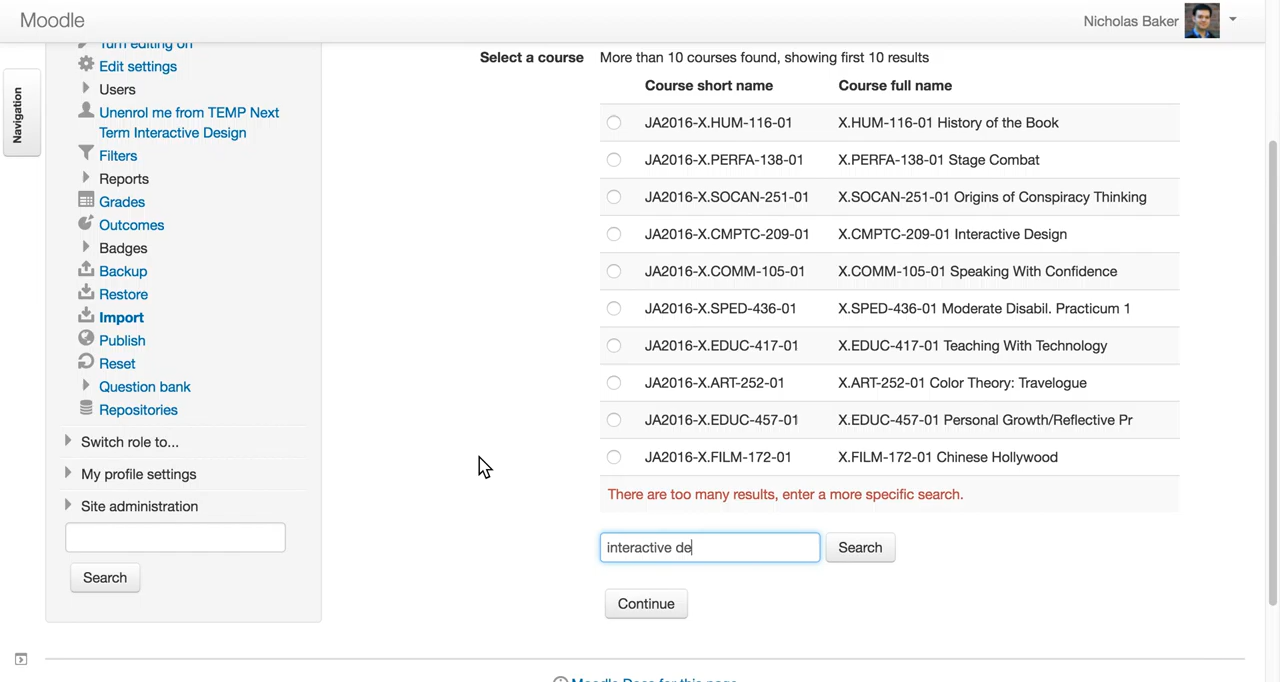 Moodle
Nicholas Baker
Navigation
Turn editing on
Edit settings
Users
Unenrol me from TEMP Next
Term Interactive Design
Filters
Reports
Grades
Outcomes
Badges
Backup
Restore
Import
Publish
Reset
Question bank
Repositories
Switch role to...
My profile settings
Site administration
Search
Select a course More than 10 courses found, showing first 10 results
Course short name Course full name
JA2016-X.HUM-116-01 X.HUM-116-01 History of the Book
JA2016-X.PERFA-138-01 X.PERFA-138-01 Stage Combat
JA2016-X.SOCAN-251-01 X.SOCAN-251-01 Origins of Conspiracy Thinking
JA2016-X.CMPTC-209-01 X.CMPTC-209-01 Interactive Design
JA2016-X.COMM-105-01 X.COMM-105-01 Speaking With Confidence
JA2016-X.SPED-436-01 X.SPED-436-01 Moderate Disabil. Practicum 1
JA2016-X.EDUC-417-01 X.EDUC-417-01 Teaching With Technology
JA2016-X.ART-252-01 X.ART-252-01 Color Theory: Travelogue
JA2016-X.EDUC-457-01 X.EDUC-457-01 Personal Growth/Reflective Pr
JA2016-X.FILM-172-01 X.FILM-172-01 Chinese Hollywood
There are too many results, enter a more specific search.
interactive de Search
Continue
Moodle Docs for this page